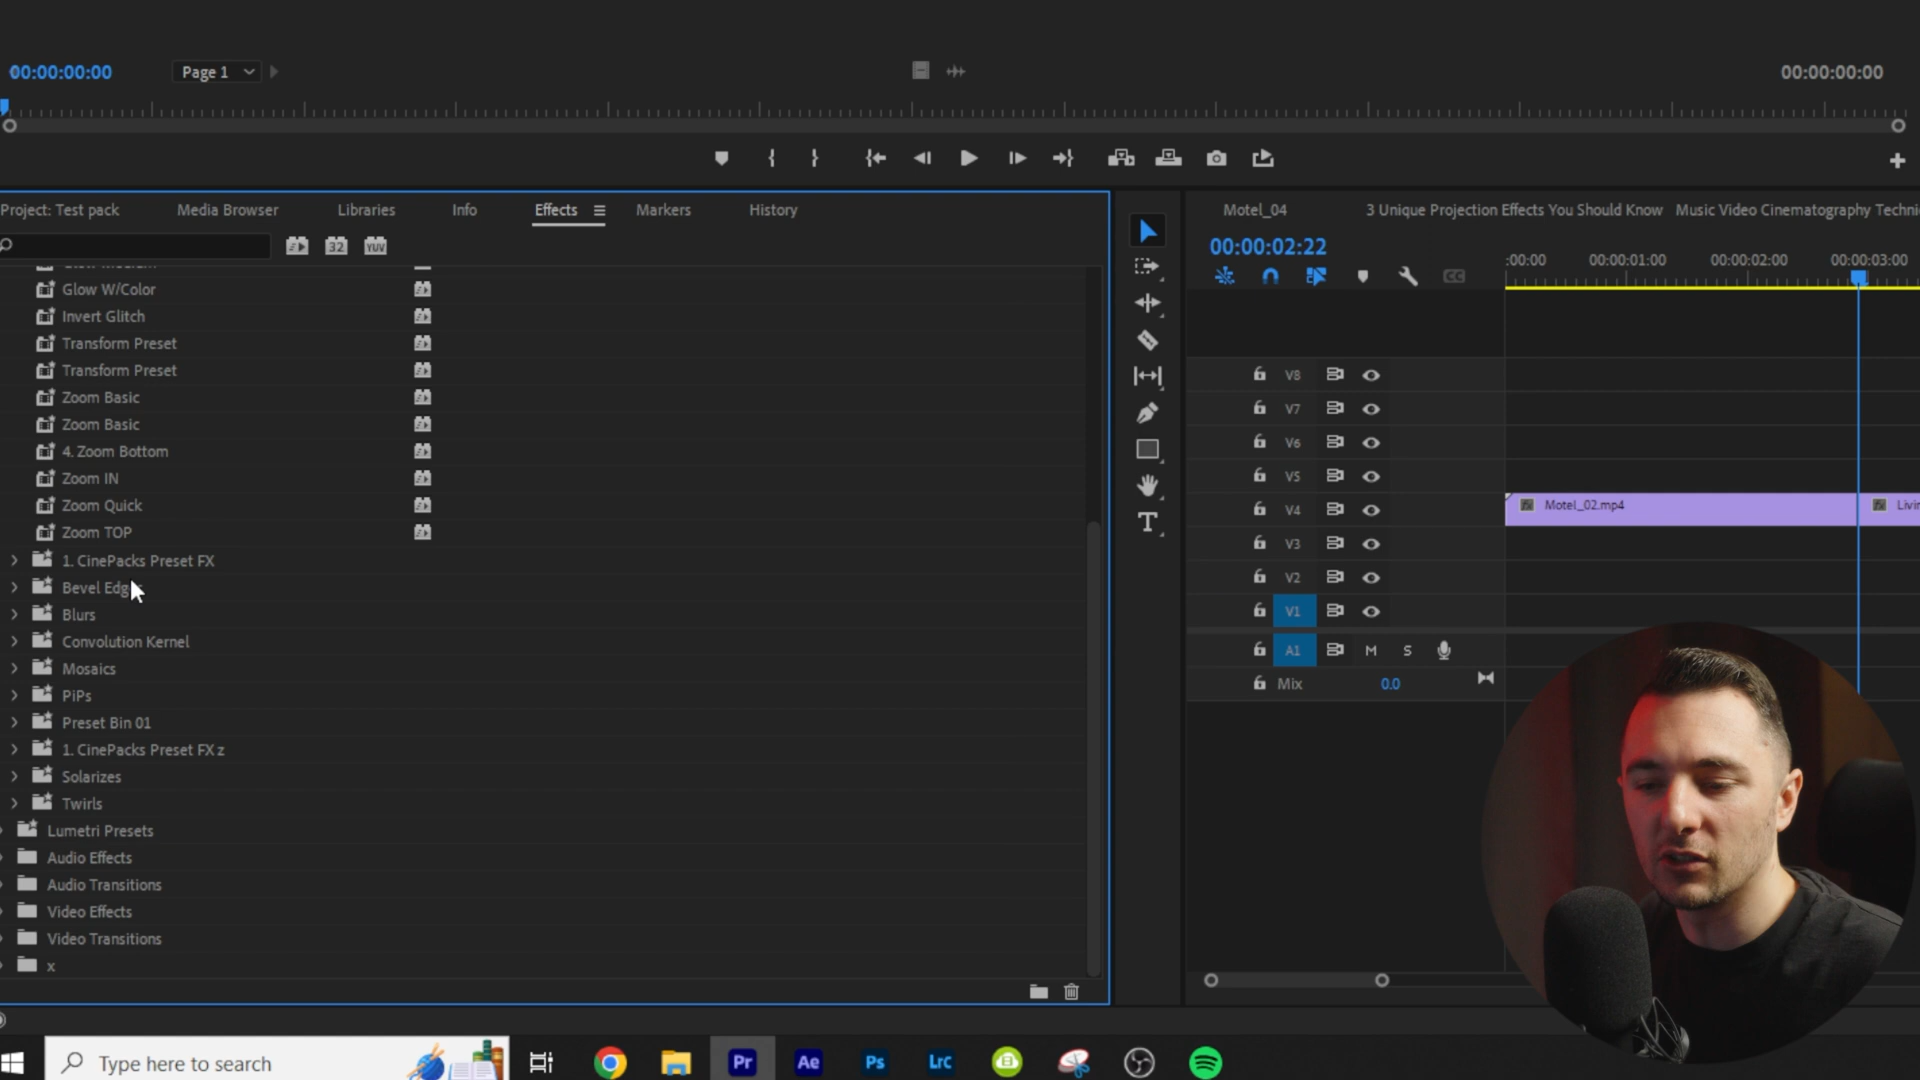 00:00:00:00
Page 1
00:00:00:00
Project: Test pack
Media Browser
Libraries
Info
Effects
Markers
History
32
YUV
Glow W/Color
Invert Glitch
Transform Preset
Transform Preset
Zoom Basic
Zoom Basic
4. Zoom Bottom
Zoom IN
Zoom Quick
Zoom TOP
1. CinePacks Preset FX
Bevel Edg
Blurs
Convolution Kernel
Mosaics
PiPs
Preset Bin 01
1. CinePacks Preset FX z
Solarizes
Twirls
Lumetri Presets
Audio Effects
Audio Transitions
Video Effects
Video Transitions
x
Motel_04
3 Unique Projection Effects You Should Know
Music Video Cinematography Techni
00:00:02:22
:00:00
00:00:01:00
00:00:02:00
00:00:03:00
CC
V8
V7
V6
V5
V4
fx Motel_02.mp4
fx Livin
V3
V2
V1
A1 M S
Mix 0.0
Type here to search
Pr
Ae
Ps
LrC